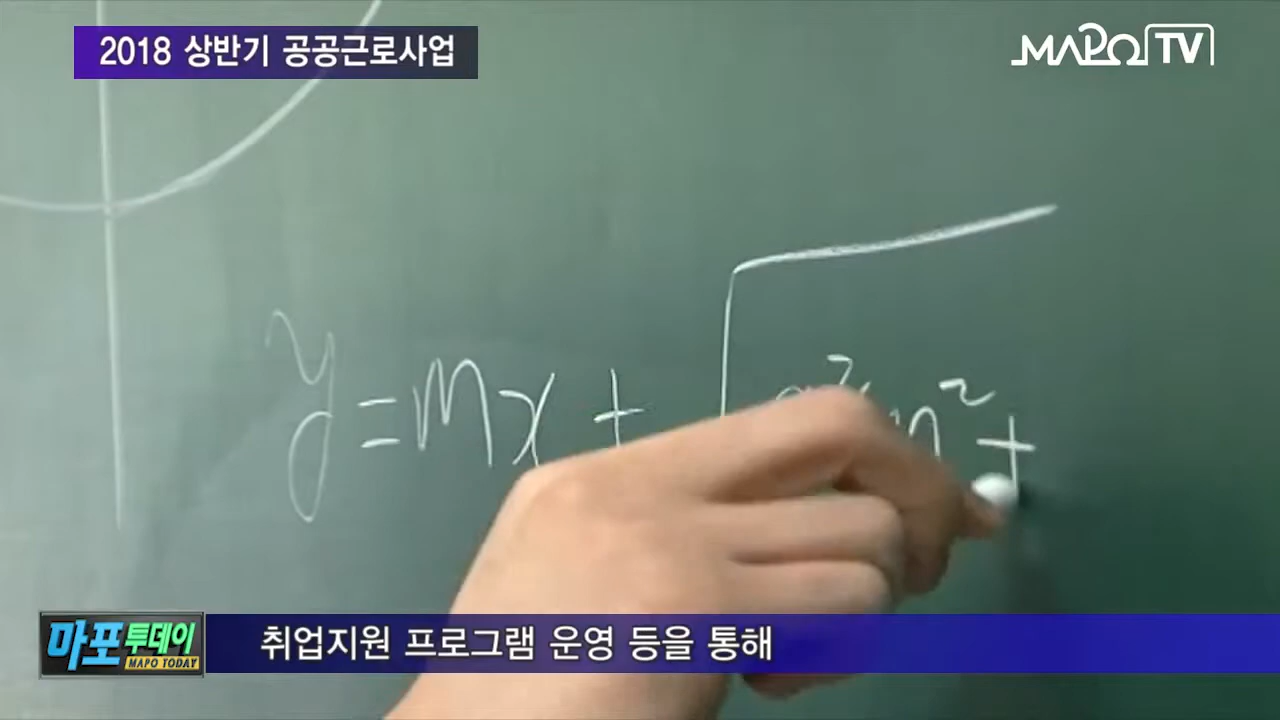 2018 상반기 공공근로사업
MAPO TV
y = mx + √ m² +
마포 투데이
MAPO TODAY
취업지원 프로그램 운영 등을 통해